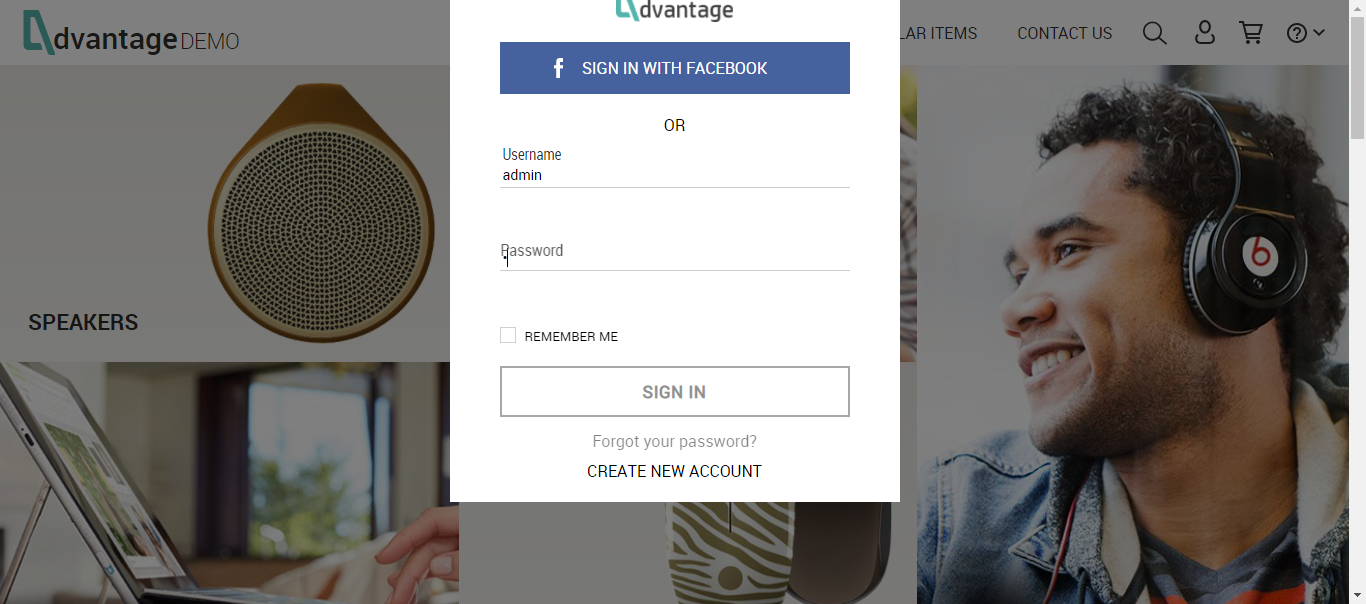 dvantage DEMO
dvantage
LAR ITEMS
CONTACT US
SIGN IN WITH FACEBOOK
OR
Username
admin
Password
REMEMBER ME
SIGN IN
Forgot your password?
CREATE NEW ACCOUNT
SPEAKERS